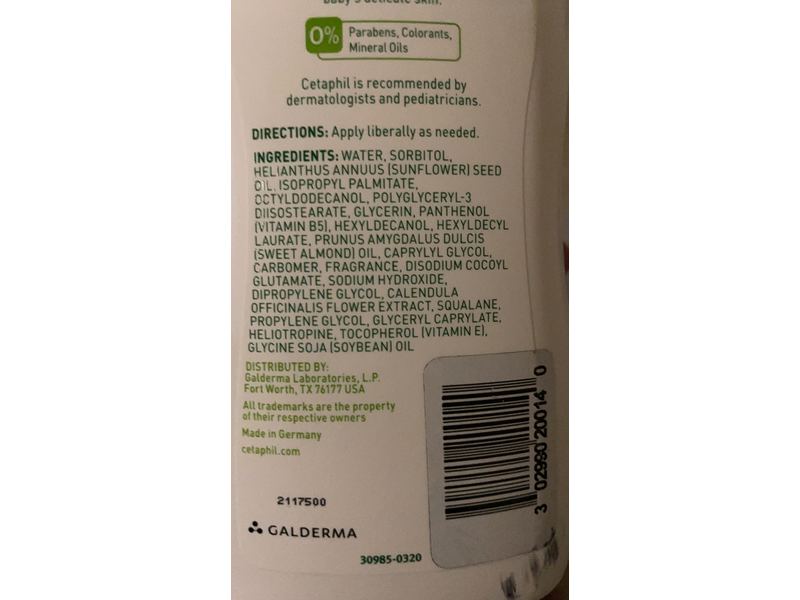 baby's delicate skin.
0% Parabens, Colorants,
Mineral Oils
Cetaphil is recommended by
dermatologists and pediatricians.
DIRECTIONS: Apply liberally as needed.
INGREDIENTS: WATER, SORBITOL,
HELIANTHUS ANNUUS (SUNFLOWER) SEED
OIL, ISOPROPYL PALMITATE,
OCTYLDODECANOL, POLYGLYCERYL-3
DIISOSTEARATE, GLYCERIN, PANTHENOL
(VITAMIN B5), HEXYLDECANOL, HEXYLDECYL
LAURATE, PRUNUS AMYGDALUS DULCIS
(SWEET ALMOND) OIL, CAPRYLYL GLYCOL,
CARBOMER, FRAGRANCE, DISODIUM COCOYL
GLUTAMATE, SODIUM HYDROXIDE,
DIPROPYLENE GLYCOL, CALENDULA
OFFICINALIS FLOWER EXTRACT, SQUALANE,
PROPYLENE GLYCOL, GLYCERYL CAPRYLATE,
HELIOTROPINE, TOCOPHEROL (VITAMIN E),
GLYCINE SOJA (SOYBEAN) OIL
DISTRIBUTED BY:
Galderma Laboratories, L.P.
Fort Worth, TX 76177 USA
All trademarks are the property
of their respective owners
Made in Germany
cetaphil.com
3 02990 20014 0
2117500
GALDERMA
30985-0320